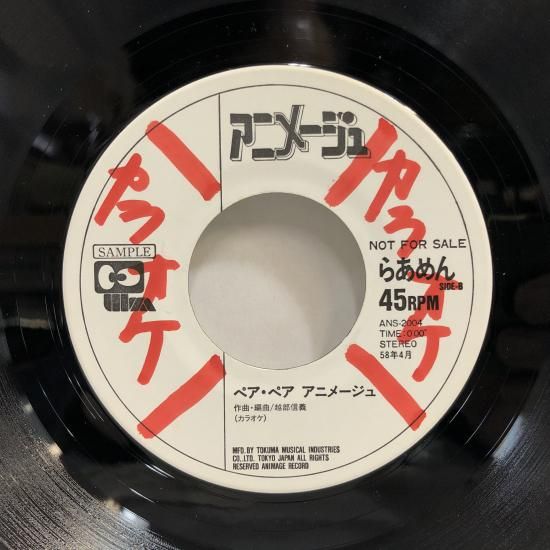 アニメージュ
カラオケ
カラオケ
SAMPLE
NOT FOR SALE
らあめん
SIDE-B
45RPM
ANS-2004
TIME:0'00"
STEREO
58年4月
ペア・ペア アニメージュ
作曲・編曲/越部信義
(カラオケ)
MFD. BY TOKUMA MUSICAL INDUSTRIES
CO., LTD. TOKYO JAPAN ALL RIGHTS
RESERVED ANIMAGE RECORD